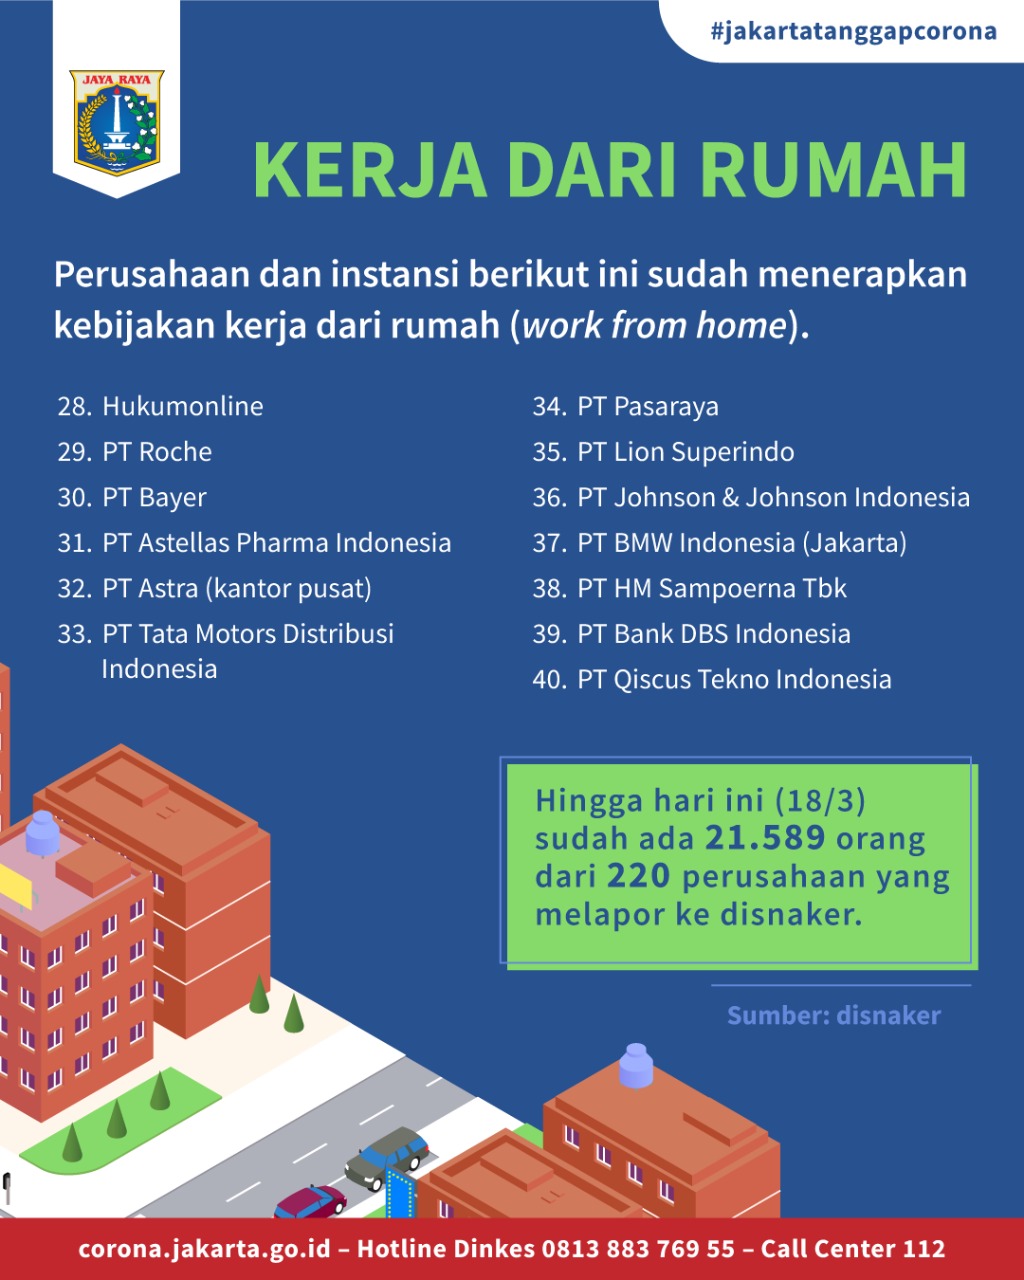 #jakartatanggapcorona
JAYA RAYA
KERJA DARI RUMAH
Perusahaan dan instansi berikut ini sudah menerapkan
kebijakan kerja dari rumah (work from home).
28. Hukumonline
29. PT Roche
30. PT Bayer
31. PT Astellas Pharma Indonesia
32. PT Astra (kantor pusat)
33. PT Tata Motors Distribusi
Indonesia
34. PT Pasaraya
35. PT Lion Superindo
36. PT Johnson & Johnson Indonesia
37. PT BMW Indonesia (Jakarta)
38. PT HM Sampoerna Tbk
39. PT Bank DBS Indonesia
40. PT Qiscus Tekno Indonesia
Hingga hari ini (18/3)
sudah ada 21.589 orang
dari 220 perusahaan yang
melapor ke disnaker.
Sumber: disnaker
corona.jakarta.go.id – Hotline Dinkes 0813 883 769 55 – Call Center 112